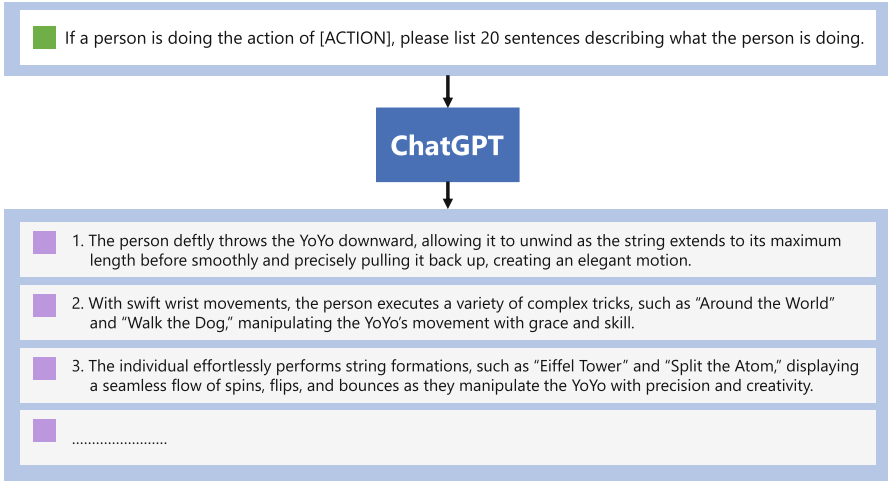 If a person is doing the action of [ACTION], please list 20 sentences describing what the person is doing.
ChatGPT
1. The person deftly throws the YoYo downward, allowing it to unwind as the string extends to its maximum
length before smoothly and precisely pulling it back up, creating an elegant motion.
2. With swift wrist movements, the person executes a variety of complex tricks, such as “Around the World”
and “Walk the Dog,” manipulating the YoYo’s movement with grace and skill.
3. The individual effortlessly performs string formations, such as “Eiffel Tower” and “Split the Atom,” displaying
a seamless flow of spins, flips, and bounces as they manipulate the YoYo with precision and creativity.
........................